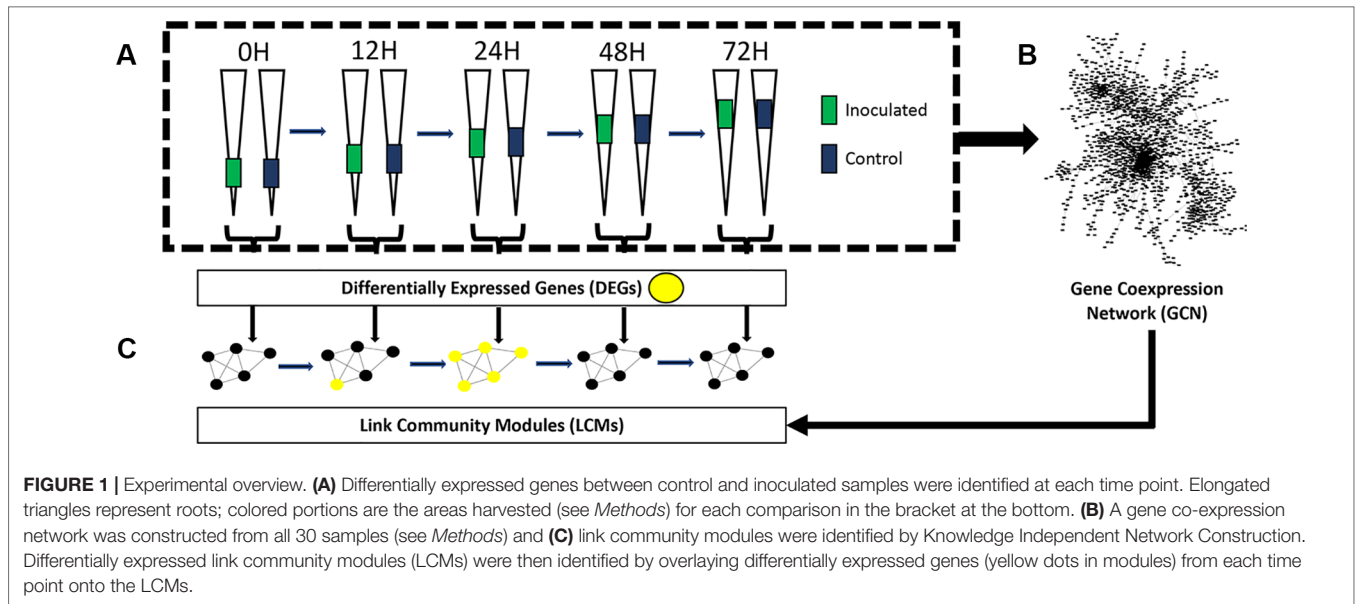 A
0H 12H 24H 48H 72H
Inoculated
Control
B
Gene Coexpression
Network (GCN)
Differentially Expressed Genes (DEGs)
C
Link Community Modules (LCMs)
FIGURE 1 | Experimental overview. (A) Differentially expressed genes between control and inoculated samples were identified at each time point. Elongated
triangles represent roots; colored portions are the areas harvested (see Methods) for each comparison in the bracket at the bottom. (B) A gene co-expression
network was constructed from all 30 samples (see Methods) and (C) link community modules were identified by Knowledge Independent Network Construction.
Differentially expressed link community modules (LCMs) were then identified by overlaying differentially expressed genes (yellow dots in modules) from each time
point onto the LCMs.